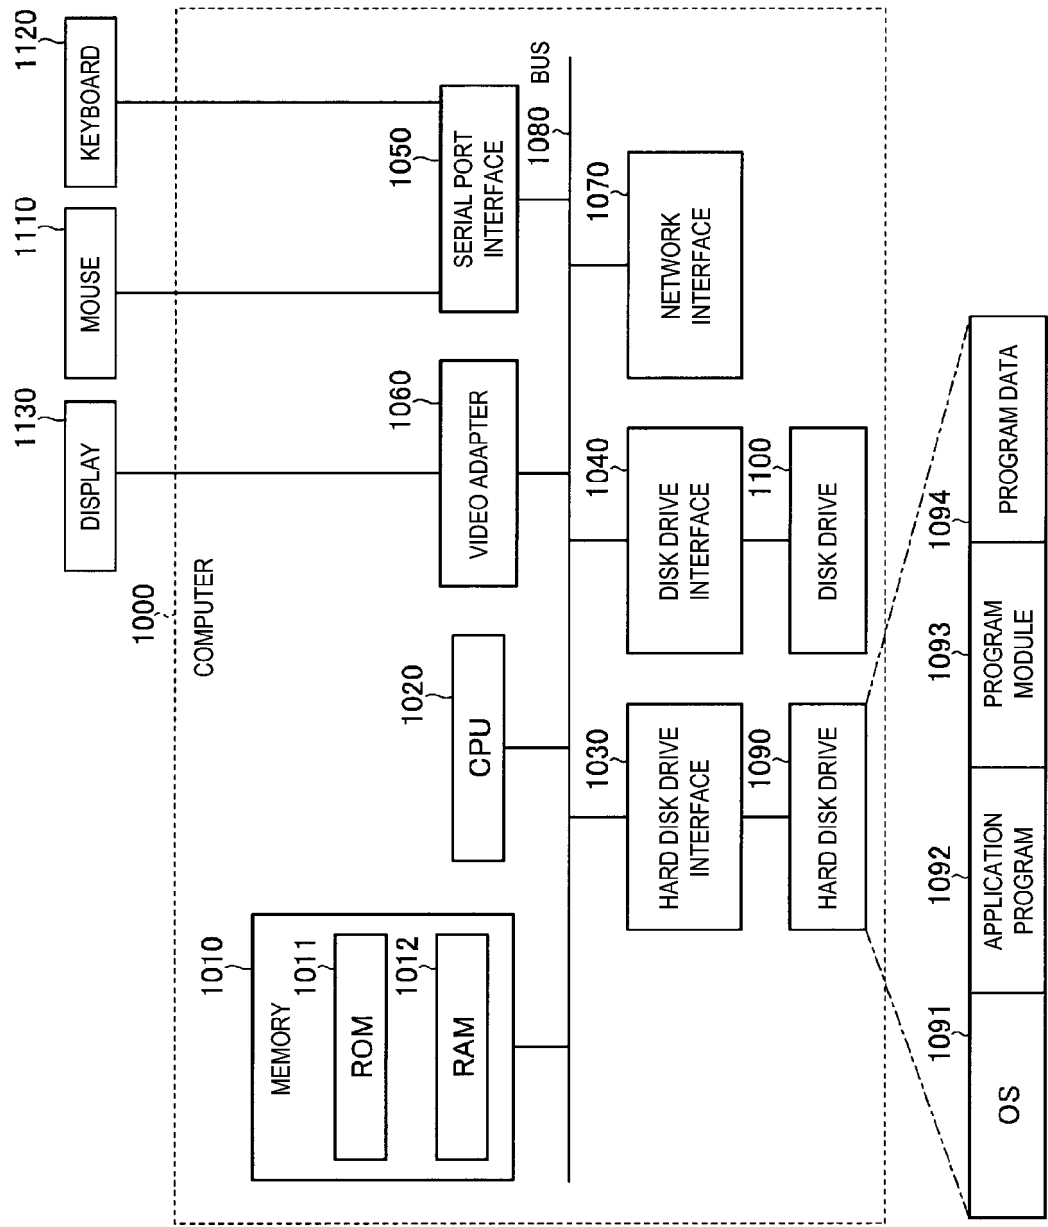 1000
COMPUTER
1010
MEMORY
1011
ROM
1012
RAM
1020
CPU
1130
DISPLAY
1110
MOUSE
1120
KEYBOARD
1060
VIDEO ADAPTER
1050
SERIAL PORT
INTERFACE
1080
BUS
1030
HARD DISK DRIVE
INTERFACE
1040
DISK DRIVE
INTERFACE
1070
NETWORK
INTERFACE
1090
HARD DISK DRIVE
1100
DISK DRIVE
1091
OS
1092
APPLICATION
PROGRAM
1093
PROGRAM
MODULE
1094
PROGRAM DATA